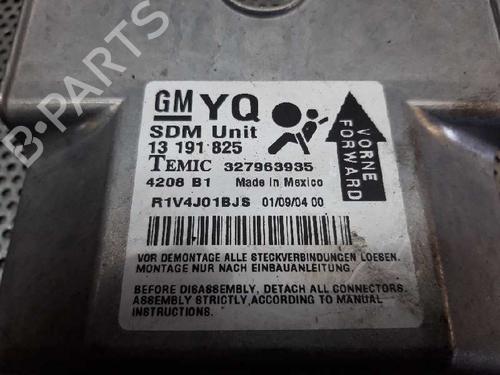 GM YQ
SDM Unit
13 191 825
TEMIC 327963935
4208 B1 Made in Mexico
R1V4J01BJS 01/09/04 00
VORNE
FORWARD
VOR DEMONTAGE ALLE STECKVERBINDUNGEN LOESEN.
MONTAGE NUR NACH EINBAUANLEITUNG.
BEFORE DISASSEMBLY, DETACH ALL CONNECTORS.
ASSEMBLY STRICTLY,ACCORDING TO MANUAL
INSTRUCTIONS.
B-PARTS